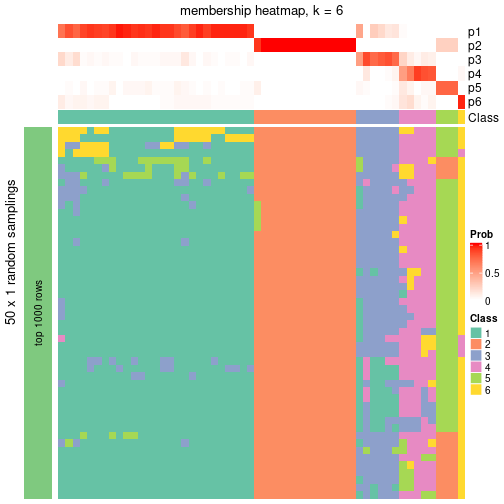 membership heatmap, k = 6
p1
p2
p3
p4
p5
p6
Class
50 x 1 random samplings
top 1000 rows
Prob
1
0.5
0
Class
1
2
3
4
5
6